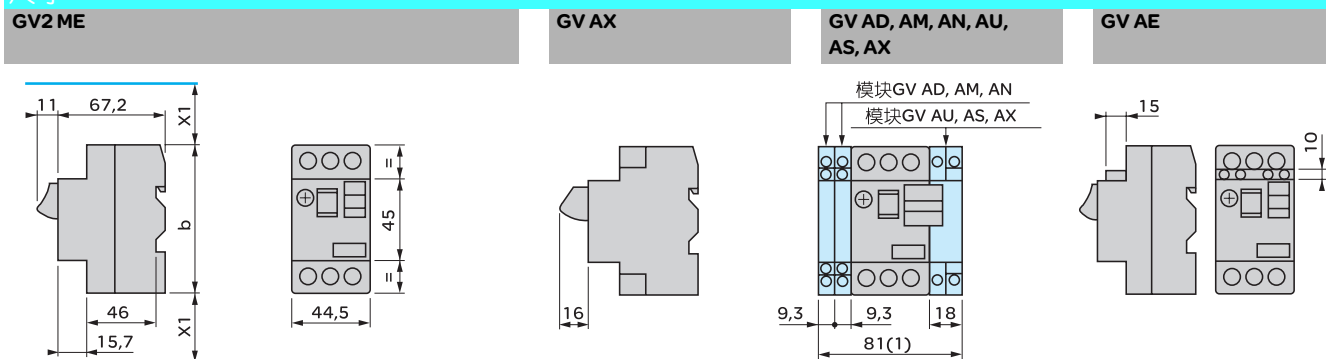 GV2 ME
GV AX
GV AD, AM, AN, AU,
AS, AX
GV AE
11
67,2
X1
b
46
15,7
X1
=
45
=
44,5
16
模块GV AD, AM, AN
模块GV AU, AS, AX
9,3
9,3
18
81(1)
15
10